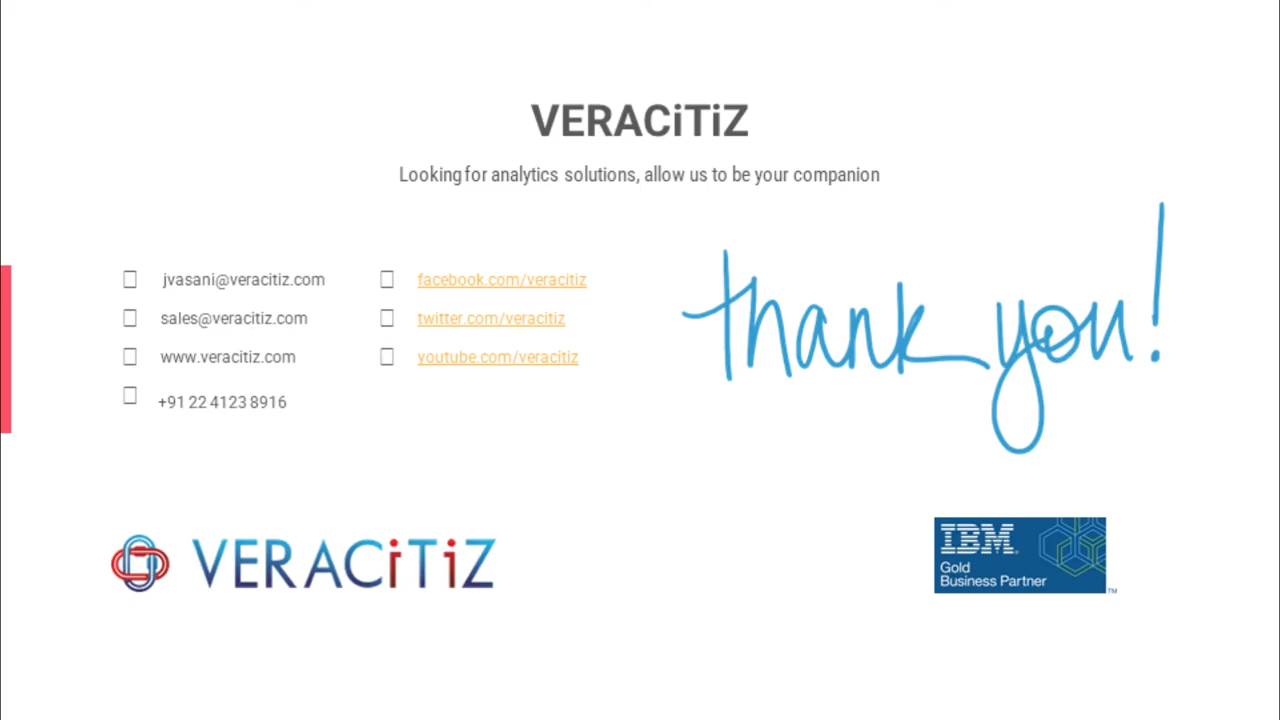 VERACiTiZ
Looking for analytics solutions, allow us to be your companion
jvasani@veracitiz.com
sales@veracitiz.com
www.veracitiz.com
+91 22 4123 8916
facebook.com/veracitiz
twitter.com/veracitiz
youtube.com/veracitiz
thank you!
VERACiTiZ
IBM
Gold
Business Partner
TM